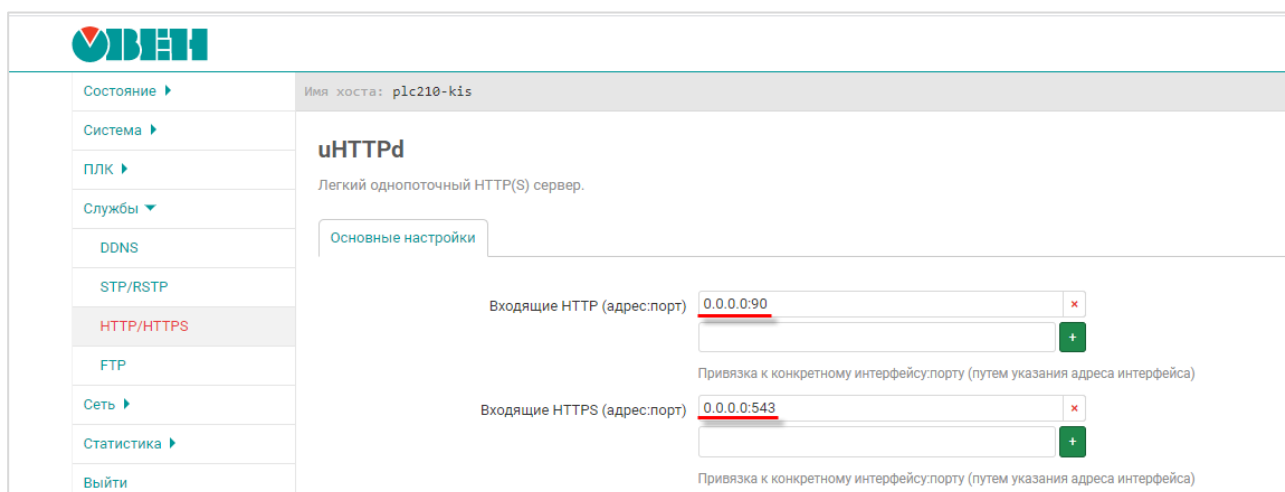 ОВЕН
Состояние
Имя хоста: plc210-kis
Система
uHTTPd
ПЛК
Легкий однопоточный HTTP(S) сервер.
Службы
Основные настройки
DDNS
STP/RSTP
Входящие HTTP (адрес:порт) 0.0.0.0:90 ×
HTTP/HTTPS
+
FTP
Привязка к конкретному интерфейсу:порту (путем указания адреса интерфейса)
Сеть
Входящие HTTPS (адрес:порт) 0.0.0.0:543 ×
Статистика
+
Выйти
Привязка к конкретному интерфейсу:порту (путем указания адреса интерфейса)